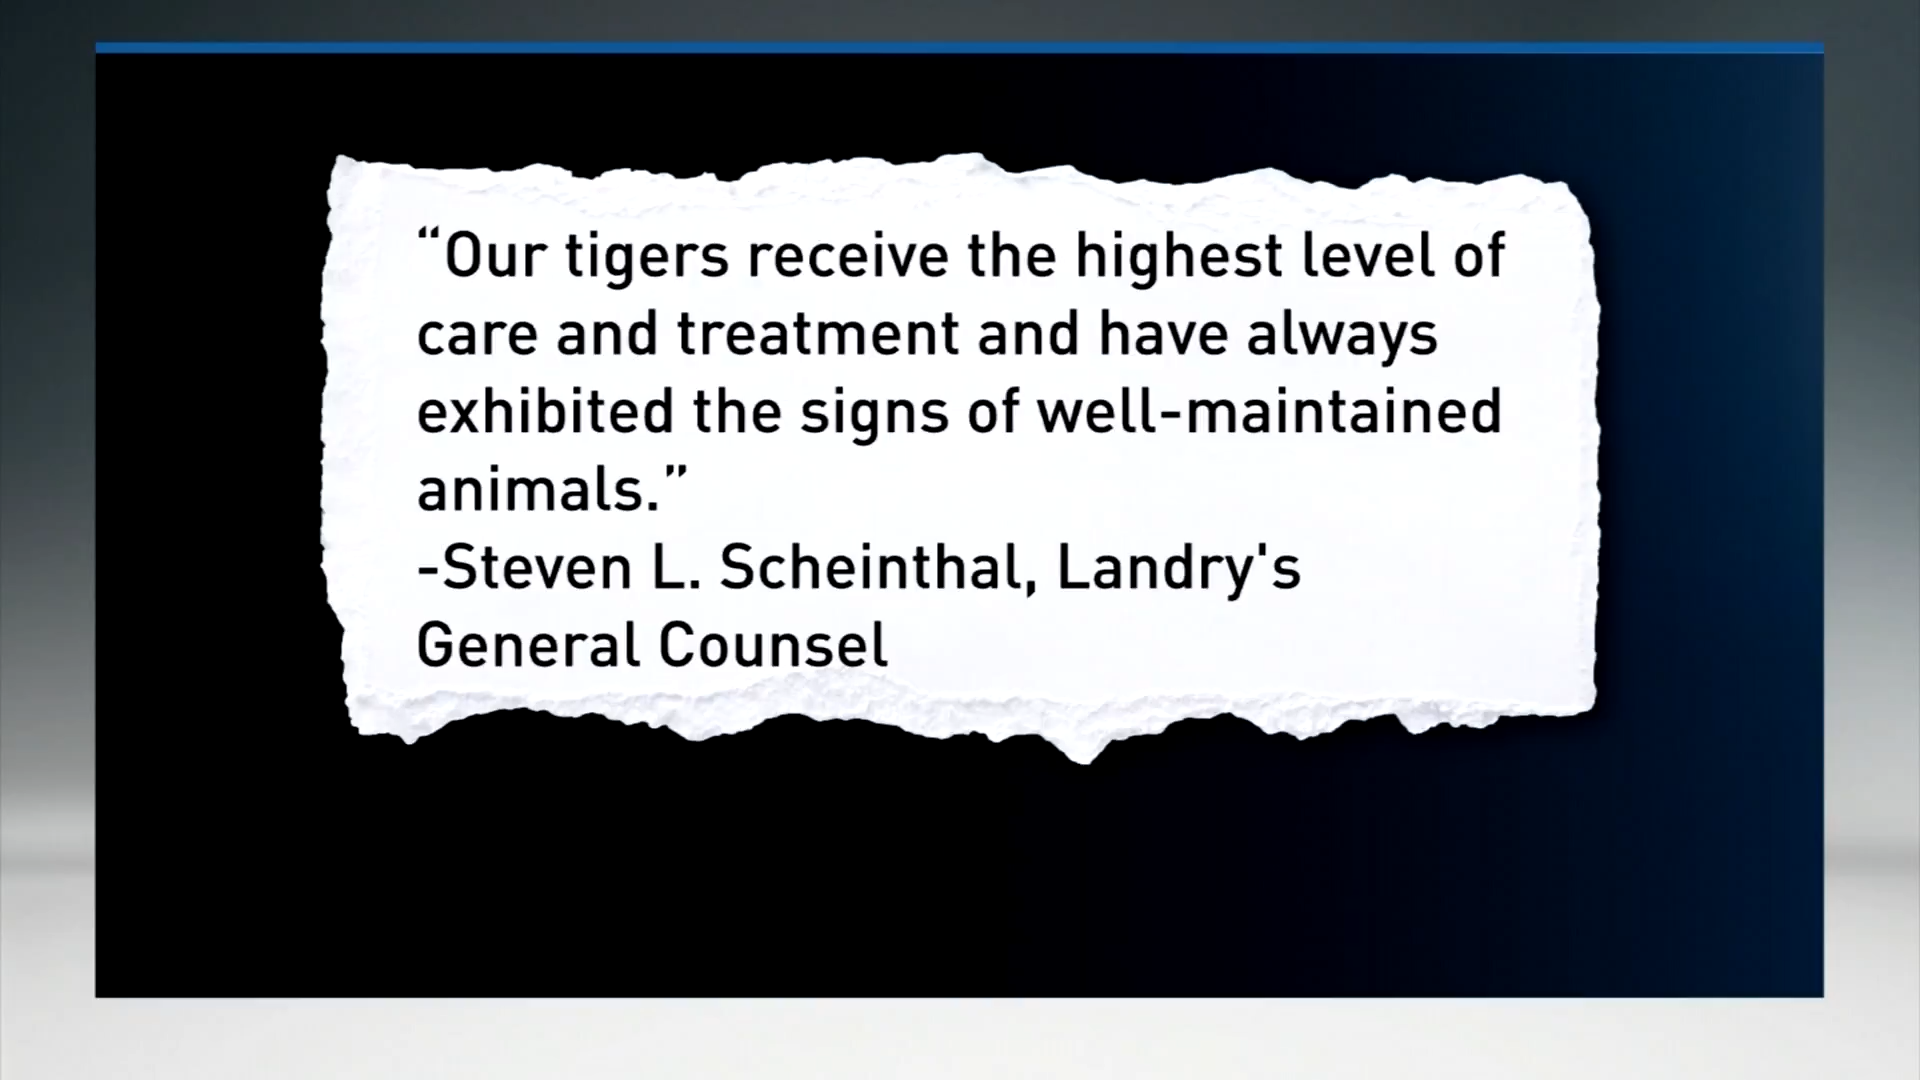 “Our tigers receive the highest level of
care and treatment and have always
exhibited the signs of well-maintained
animals.”
-Steven L. Scheinthal, Landry's
General Counsel